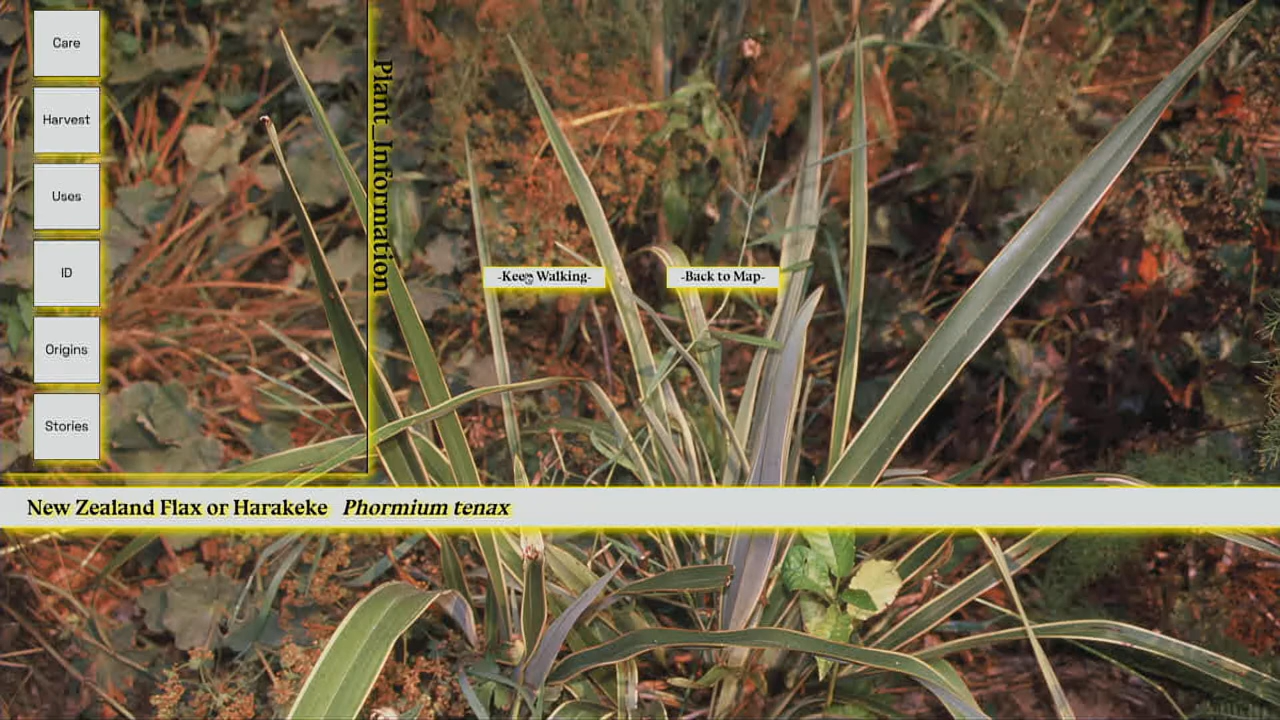 Care
Harvest
Uses
ID
Origins
Stories
Plant_Information
-Keep Walking-
-Back to Map-
New Zealand Flax or Harakeke Phormium tenax